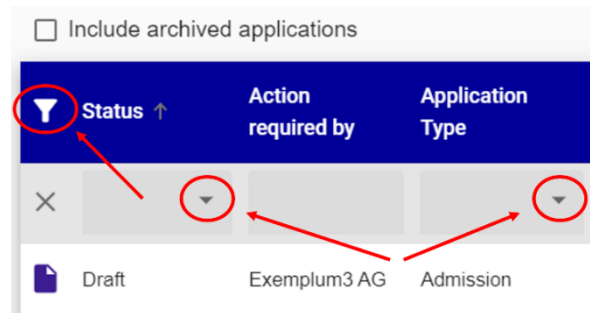 Include archived applications
Status ↑ Action required by Application Type
Draft Exemplum3 AG Admission